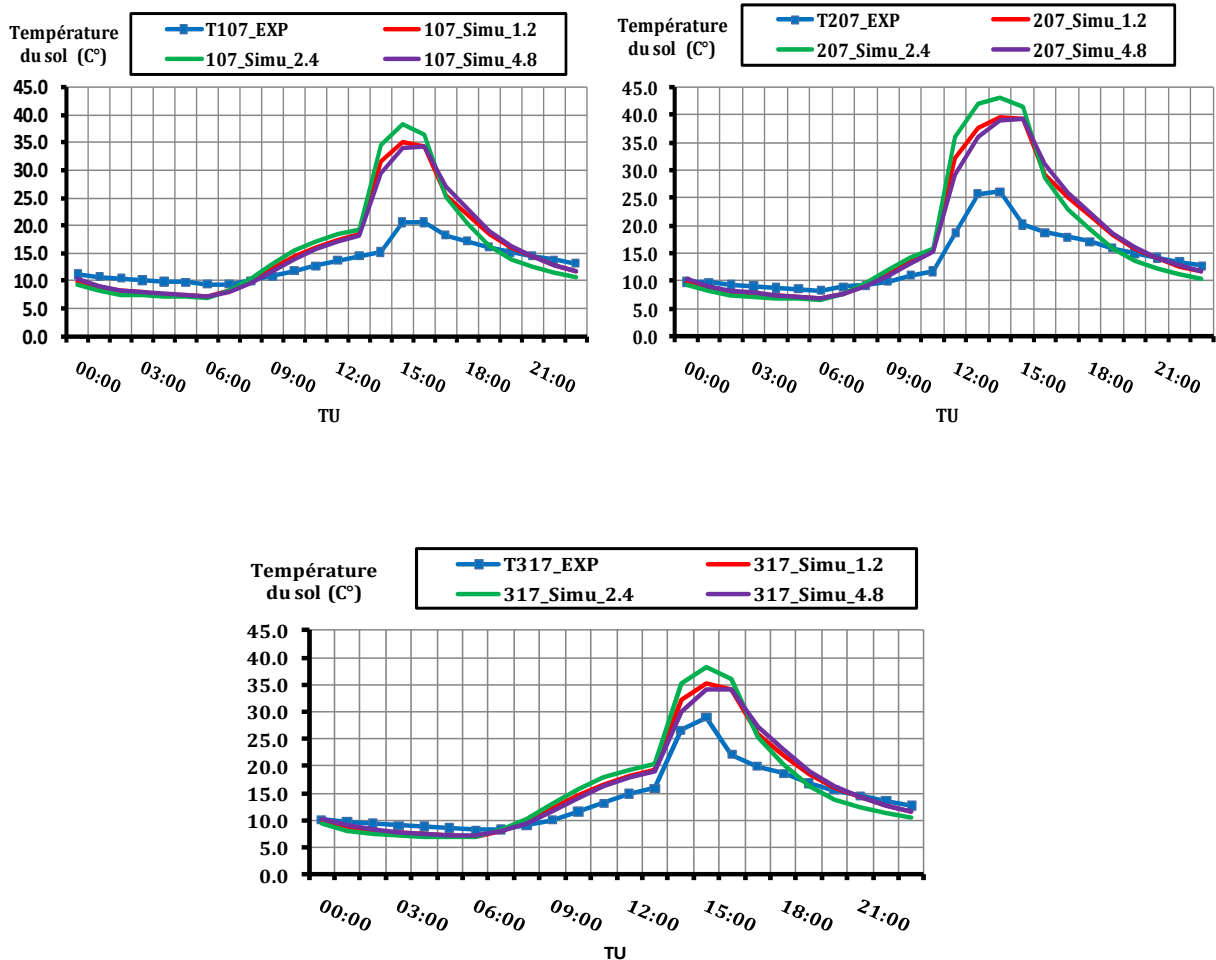 Température
du sol (C°)
T107_EXP 107_Simu_1.2
107_Simu_2.4 107_Simu_4.8
45.0
40.0
35.0
30.0
25.0
20.0
15.0
10.0
5.0
0.0
00:00 03:00 06:00 09:00 12:00 15:00 18:00 21:00
TU
Température
du sol (C°)
T207_EXP 207_Simu_1.2
207_Simu_2.4 207_Simu_4.8
45.0
40.0
35.0
30.0
25.0
20.0
15.0
10.0
5.0
0.0
00:00 03:00 06:00 09:00 12:00 15:00 18:00 21:00
TU
Température
du sol (C°)
T317_EXP 317_Simu_1.2
317_Simu_2.4 317_Simu_4.8
45.0
40.0
35.0
30.0
25.0
20.0
15.0
10.0
5.0
0.0
00:00 03:00 06:00 09:00 12:00 15:00 18:00 21:00
TU